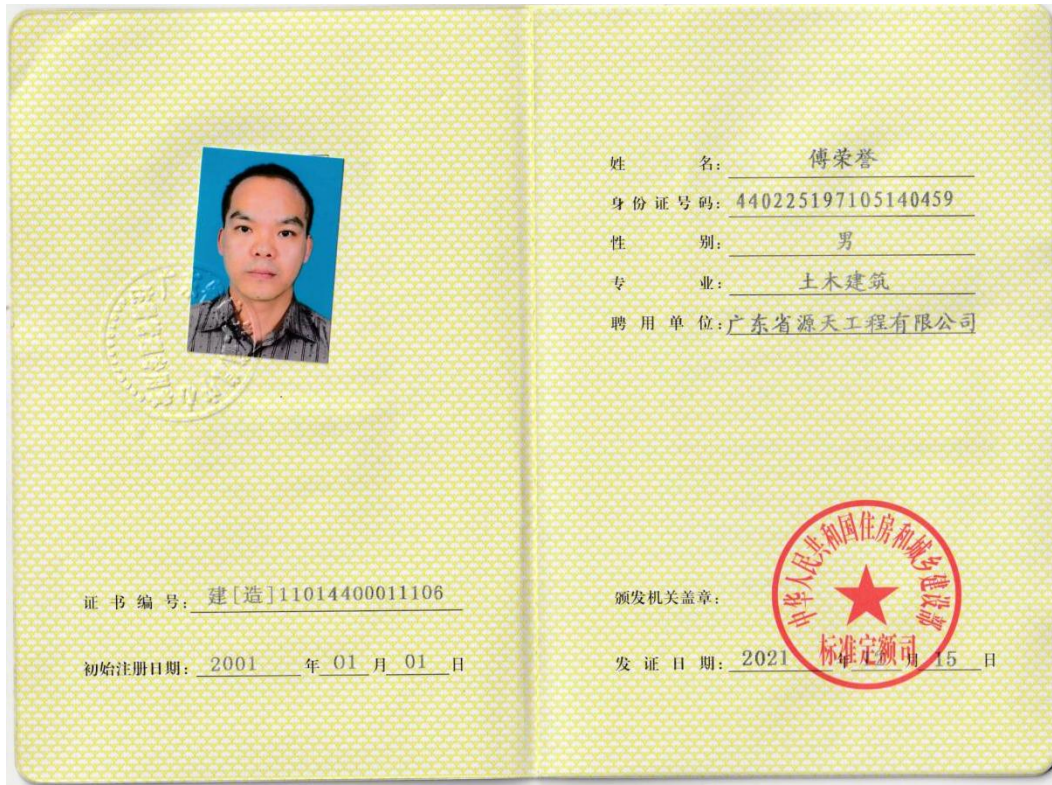 证书编号: 建[造]11014400011106
初始注册日期: 2001 年 01 月 01 日
姓名: 傅荣誉
身份证号码: 440225197105140459
性别: 男
专业: 土木建筑
聘用单位: 广东省源天工程有限公司
颁发机关盖章:
中华人民共和国住房和城乡建设部
标准定额司
发证日期: 2021 年 12 月 15 日